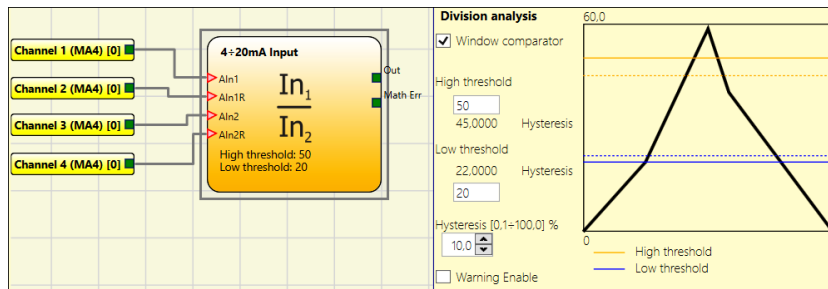 Channel 1 (MA4) [0]
Channel 2 (MA4) [0]
Channel 3 (MA4) [0]
Channel 4 (MA4) [0]
4÷20mA Input
AIn1
AIn1R
AIn2
AIn2R
In1
In2
High threshold: 50
Low threshold: 20
Out
Math Err
Division analysis
Window comparator
High threshold
50
45,0000 Hysteresis
Low threshold
22,0000 Hysteresis
20
Hysteresis [0,1÷100,0] %
10,0
Warning Enable
60,0
0
High threshold
Low threshold